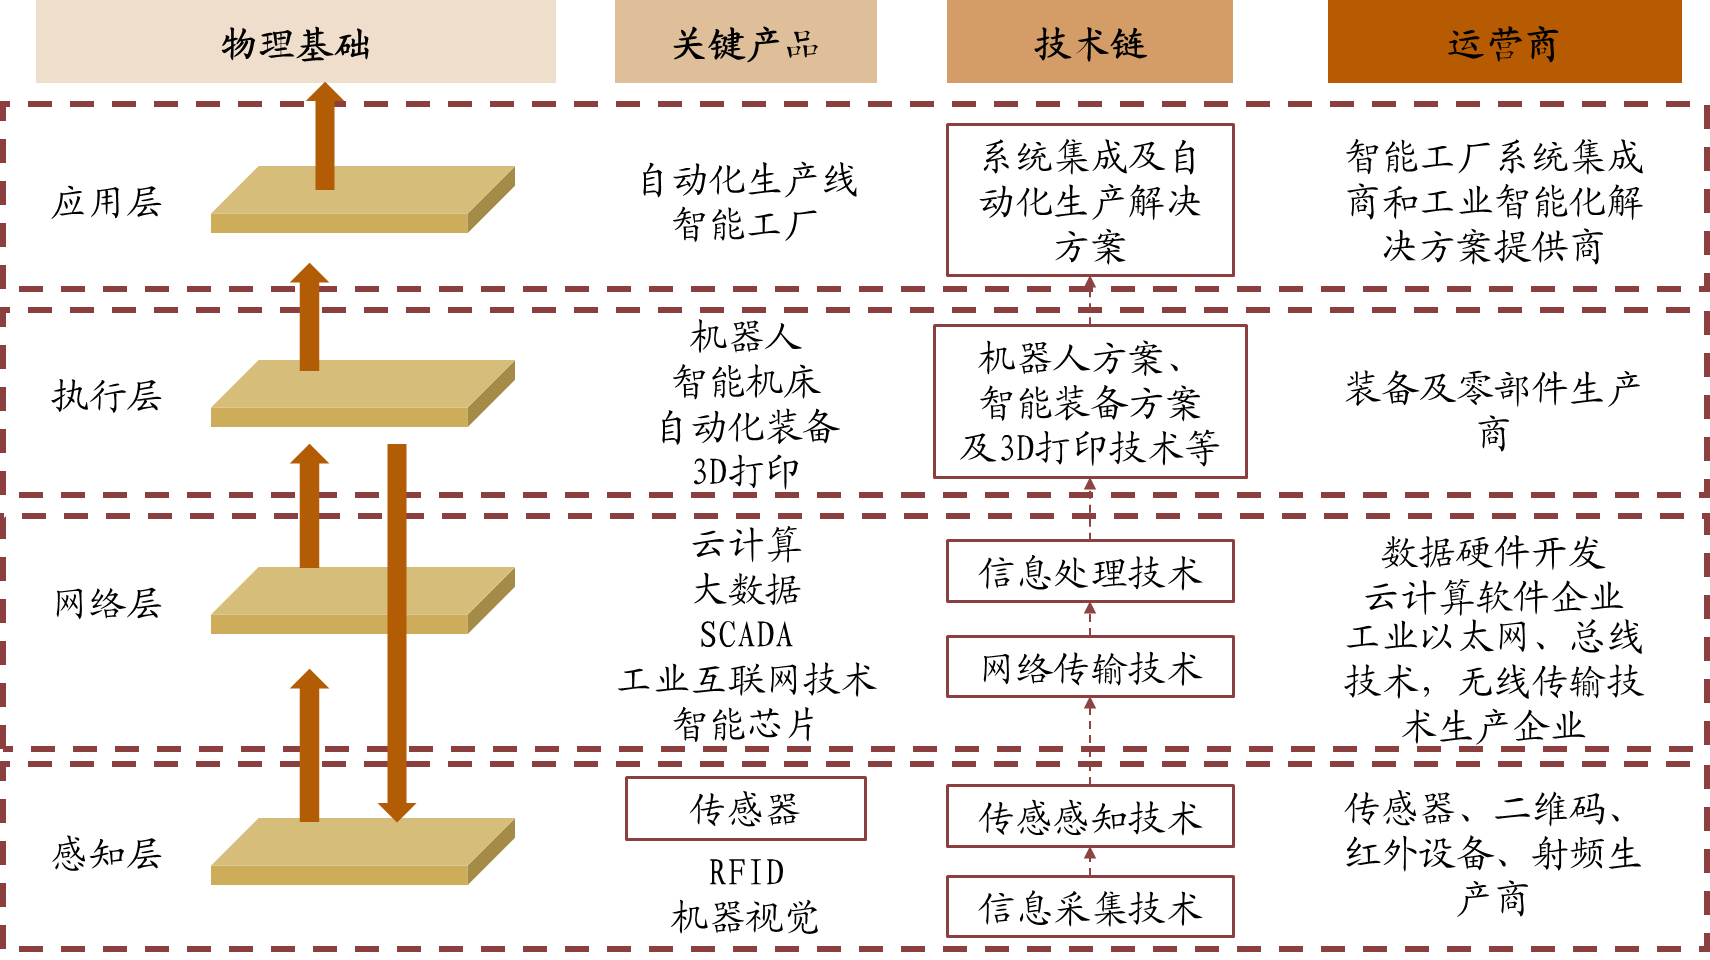 物理基础
关键产品
技术链
运营商
应用层
自动化生产线
智能工厂
系统集成及自
动化生产解决
方案
智能工厂系统集成
商和工业智能化解
决方案提供商
执行层
机器人
智能机床
自动化装备
3D打印
机器人方案、
智能装备方案
及3D打印技术等
装备及零部件生产
商
网络层
云计算
大数据
SCADA
工业互联网技术
智能芯片
信息处理技术
网络传输技术
数据硬件开发
云计算软件企业
工业以太网、总线
技术，无线传输技
术生产企业
感知层
传感器
RFID
机器视觉
传感感知技术
信息采集技术
传感器、二维码、
红外设备、射频生
产商